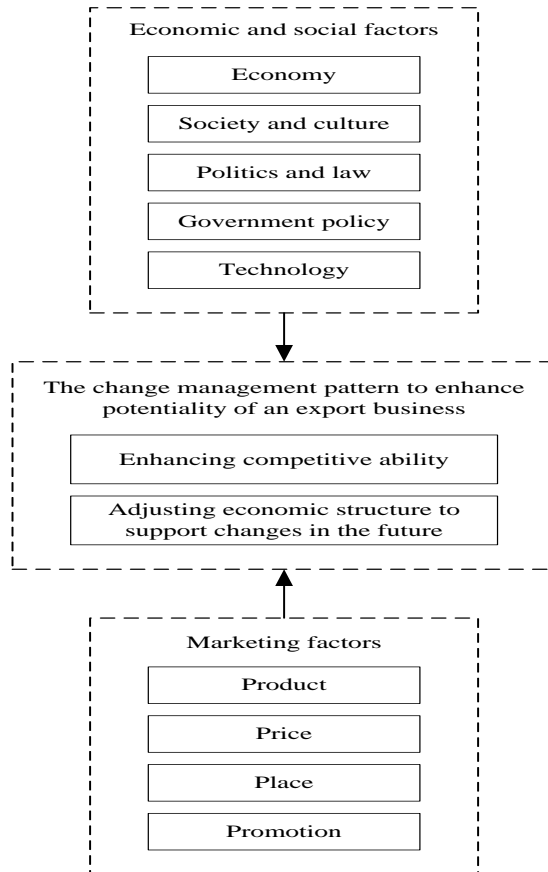 Economic and social factors
Economy
Society and culture
Politics and law
Government policy
Technology
The change management pattern to enhance
potentiality of an export business
Enhancing competitive ability
Adjusting economic structure to
support changes in the future
Marketing factors
Product
Price
Place
Promotion